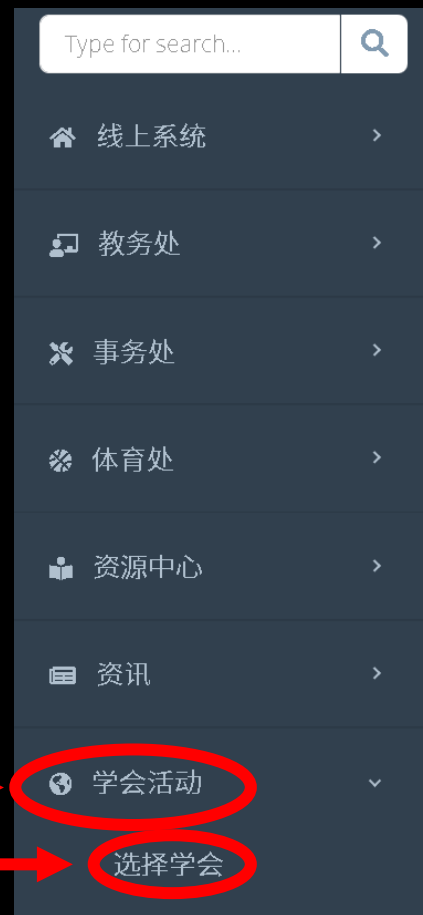 Type for search...
线上系统
教务处
事务处
体育处
资源中心
资讯
学会活动
选择学会